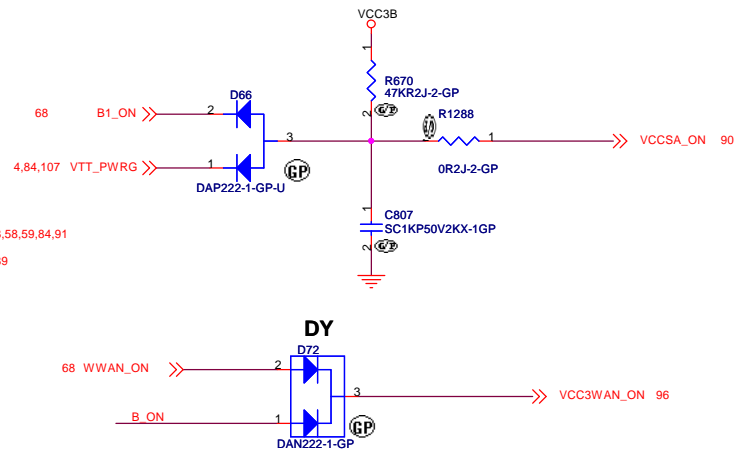 VCC3B
1
R670
47KR2J-2-GP
2
G/P
D66
68 B1_ON 2
3
4,84,107 VTT_PWRG 1
GP
DAP222-1-GP-U
R1288
1
VCCSA_ON 90
0R2J-2-GP
1
C807
SC1KP50V2KX-1GP
2
G/P
,58,59,84,91
DY
D72
68 WWAN_ON 2
3
VCC3WAN_ON 96
B_ON 1
GP
DAN222-1-GP